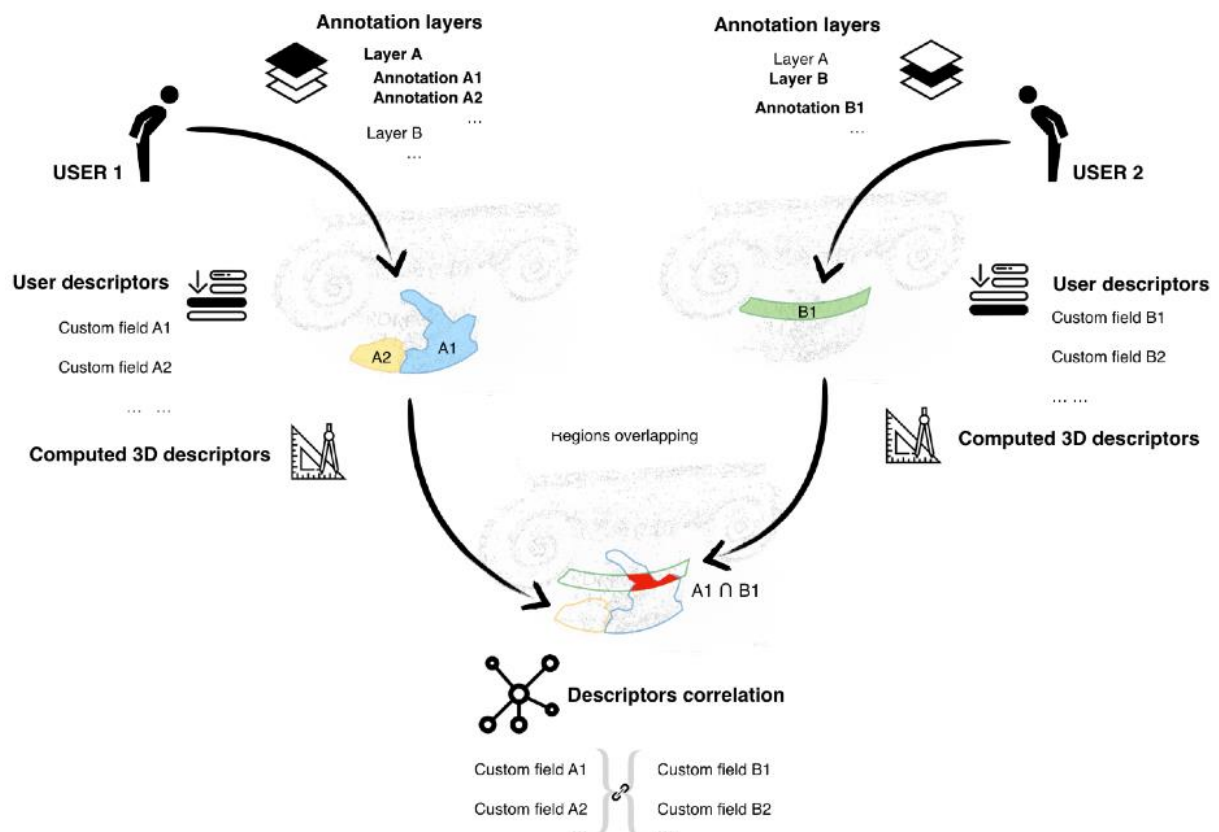 Annotation layers
Layer A
Annotation A1
Annotation A2
...
Layer B
...
USER 1
Annotation layers
Layer A
Layer B
Annotation B1
...
USER 2
User descriptors
Custom field A1
Custom field A2
... ...
Computed 3D descriptors
A2
A1
B1
User descriptors
Custom field B1
Custom field B2
... ...
Computed 3D descriptors
Regions overlapping
A1 ∩ B1
Descriptors correlation
Custom field A1
Custom field B1
Custom field A2
Custom field B2